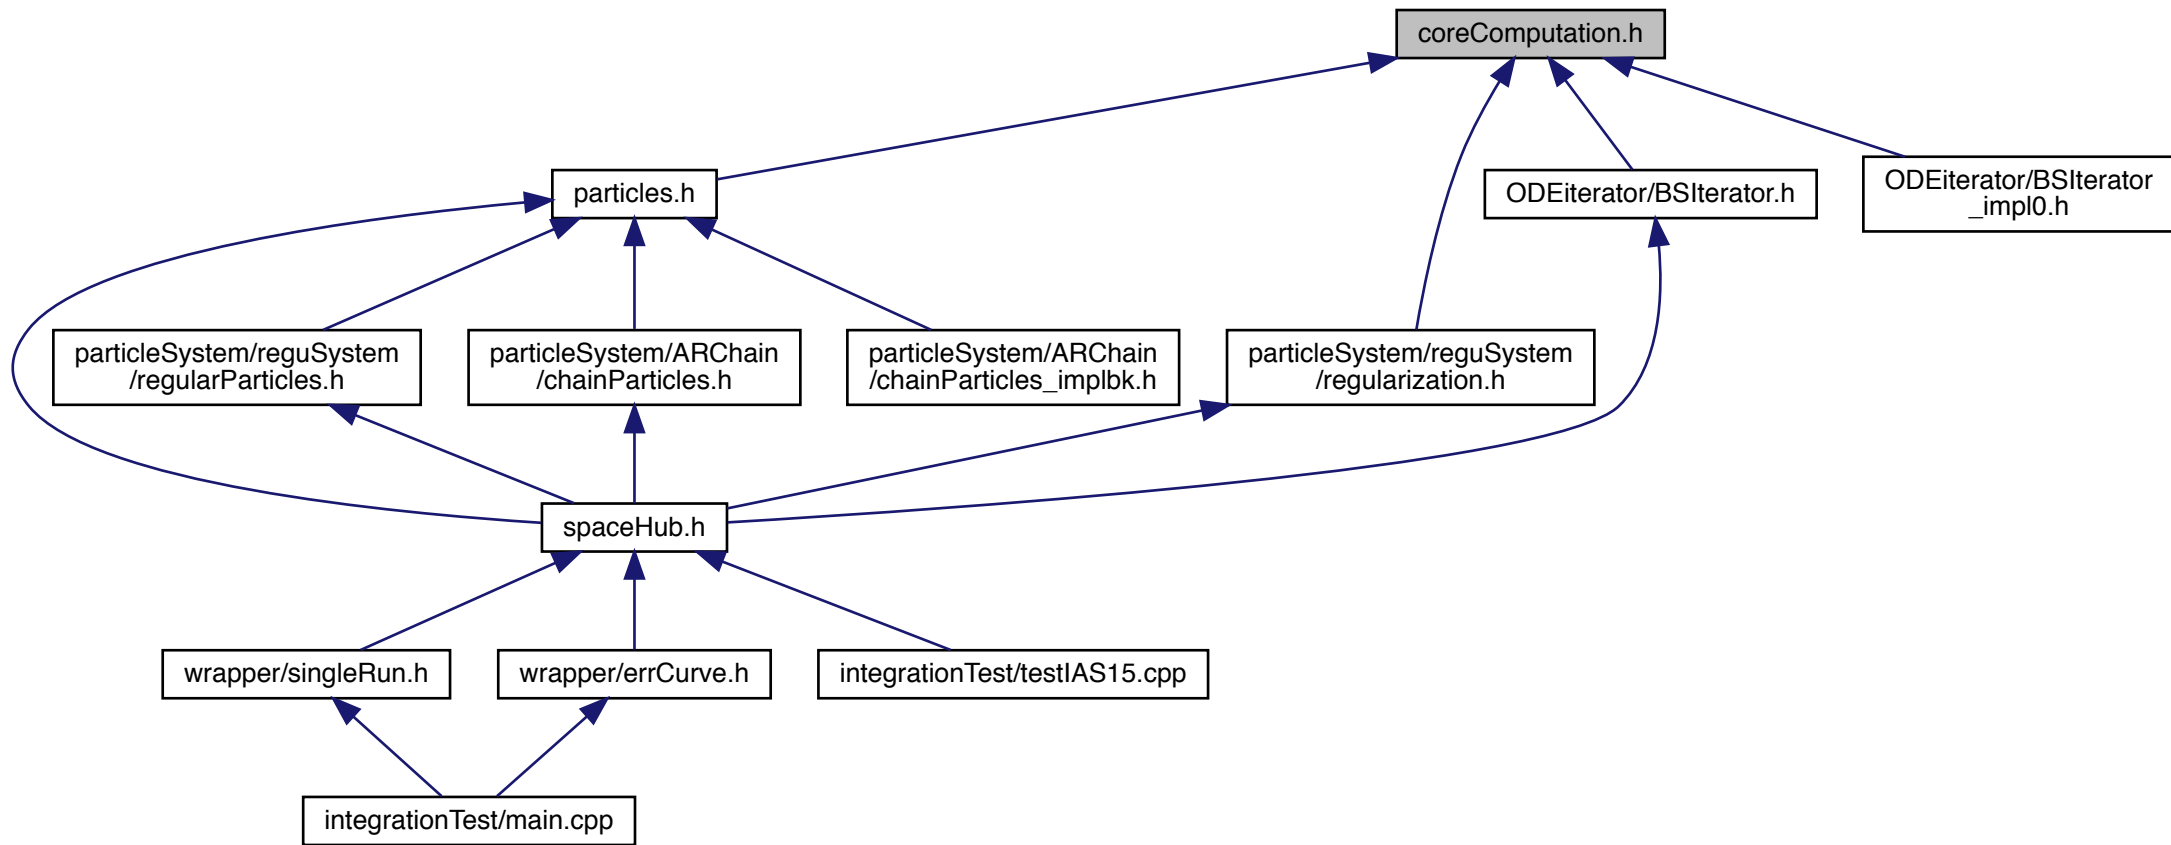 coreComputation.h
particles.h
ODEiterator/BSIterator.h
ODEiterator/BSIterator
_impl0.h
particleSystem/reguSystem
/regularParticles.h
particleSystem/ARChain
/chainParticles.h
particleSystem/ARChain
/chainParticles_implbk.h
particleSystem/reguSystem
/regularization.h
spaceHub.h
wrapper/singleRun.h
wrapper/errCurve.h
integrationTest/testIAS15.cpp
integrationTest/main.cpp